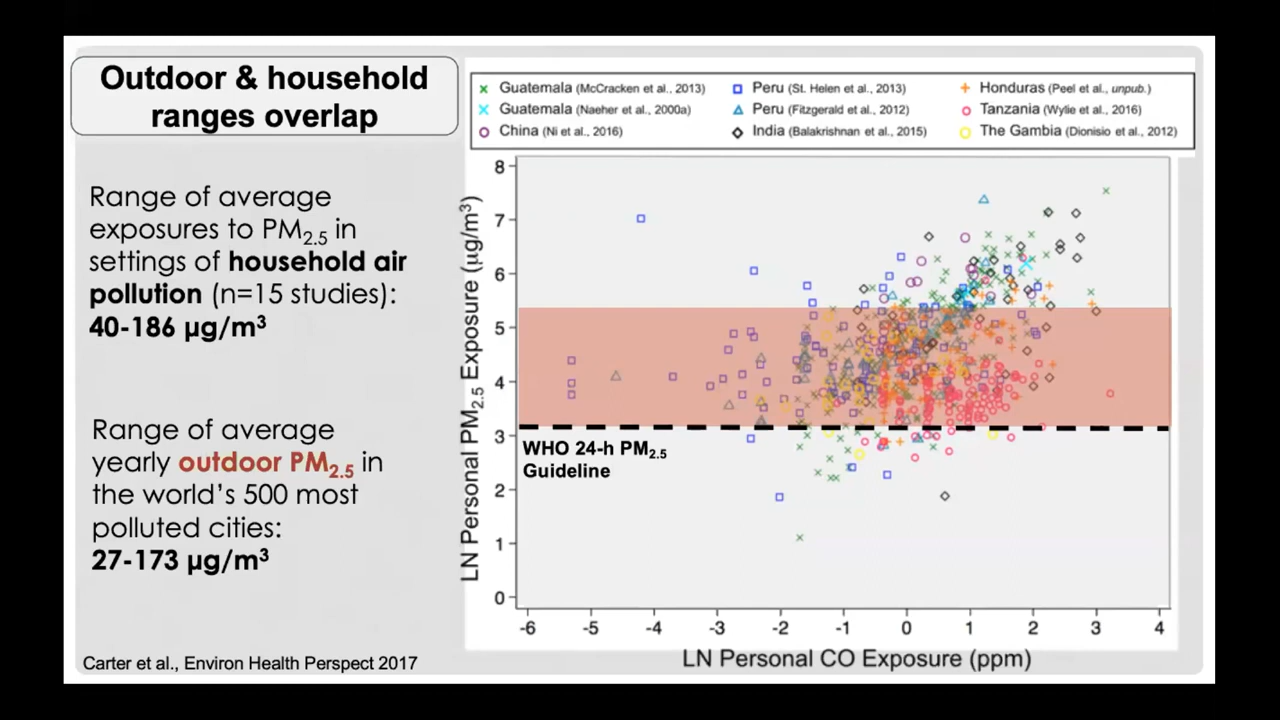 Outdoor & household
ranges overlap
Range of average
exposures to PM2.5 in
settings of household air
pollution (n=15 studies):
40-186 µg/m³
Range of average
yearly outdoor PM2.5 in
the world's 500 most
polluted cities:
27-173 µg/m³
Carter et al., Environ Health Perspect 2017
Guatemala (McCracken et al., 2013)
Guatemala (Naeher et al., 2000a)
China (Ni et al., 2016)
Peru (St. Helen et al., 2013)
Peru (Fitzgerald et al., 2012)
India (Balakrishnan et al., 2015)
Honduras (Peel et al., unpub.)
Tanzania (Wylie et al., 2016)
The Gambia (Dionisio et al., 2012)
LN Personal PM2.5 Exposure (µg/m³)
8
7
6
5
4
3
2
1
0
WHO 24-h PM2.5
Guideline
-6 -5 -4 -3 -2 -1 0 1 2 3 4
LN Personal CO Exposure (ppm)